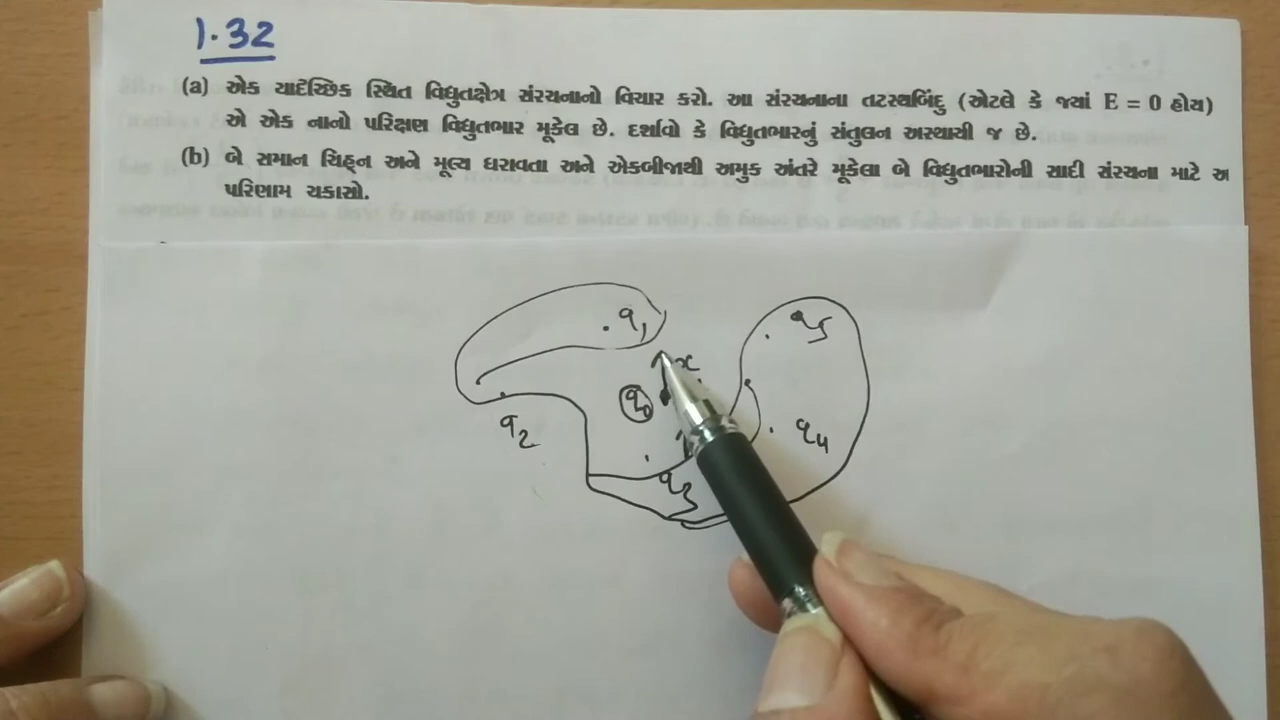 1.32
(a) એક યાદૃચ્છિક સ્થિત વિદ્યુતક્ષેત્ર સંરચનાનો વિચાર કરો. આ સંરચનાના તટસ્થબિંદુ (એટલે કે જ્યાં E = 0 હોય)
એ એક નાનો પરિક્ષણ વિદ્યુતભાર મૂકેલ છે. દર્શાવો કે વિદ્યુતભારનું સંતુલન અસ્થાયી જ છે.
(b) બે સમાન ચિહ્ન અને મૂલ્ય ધરાવતા અને એકબીજાથી અમુક અંતરે મૂકેલા બે વિદ્યુતભારોની સાદી સંરચના માટે અ
પરિણામ ચકાસો.
q1
q5
x
q0
q2
q4
q3